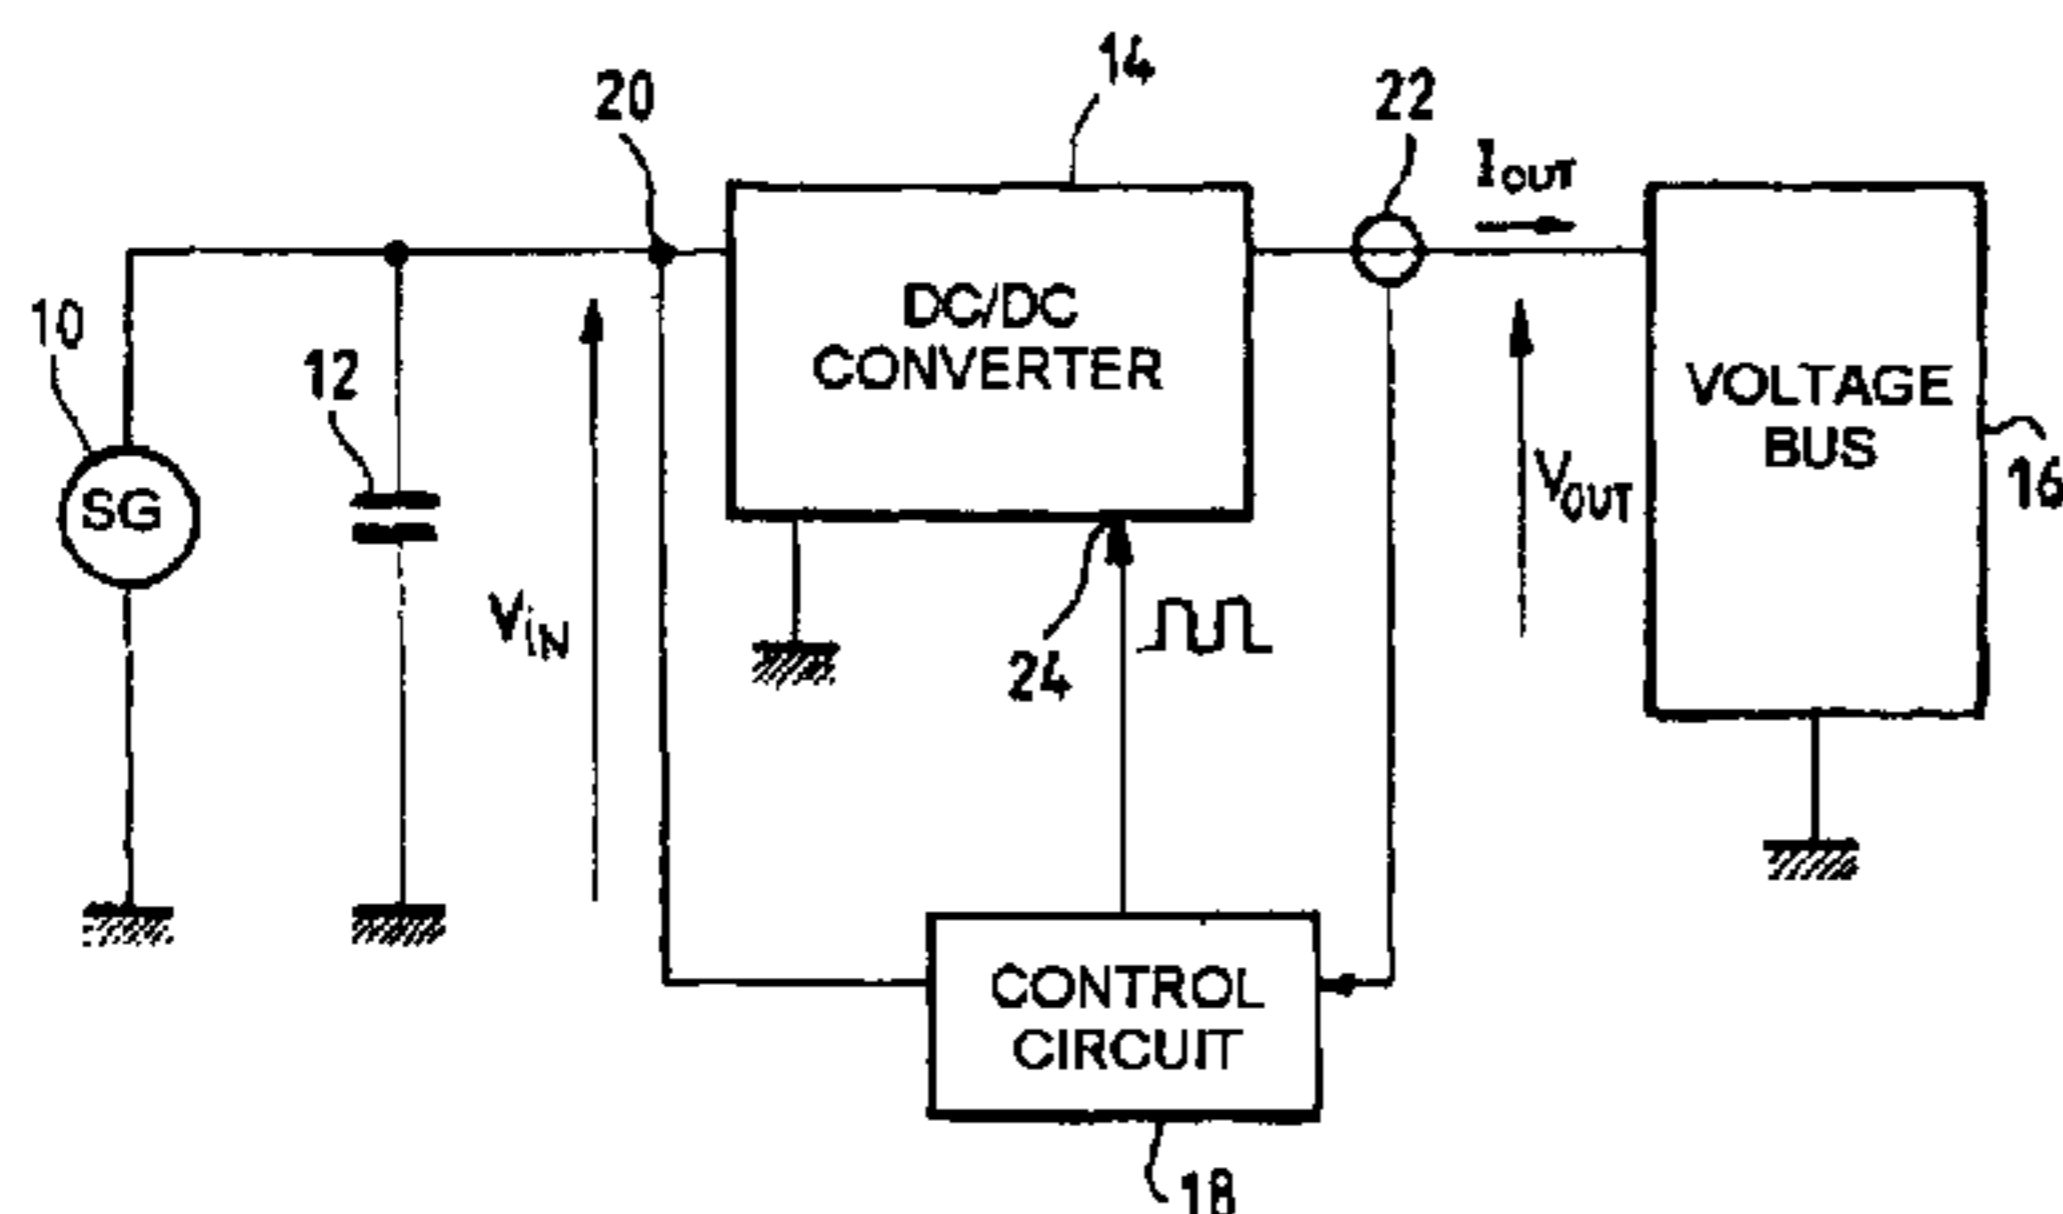 14
20
22
IOUT
10
12
SG
DC/DC
CONVERTER
VOLTAGE
BUS
16
VOUT
ViN
24
CONTROL
CIRCUIT
18